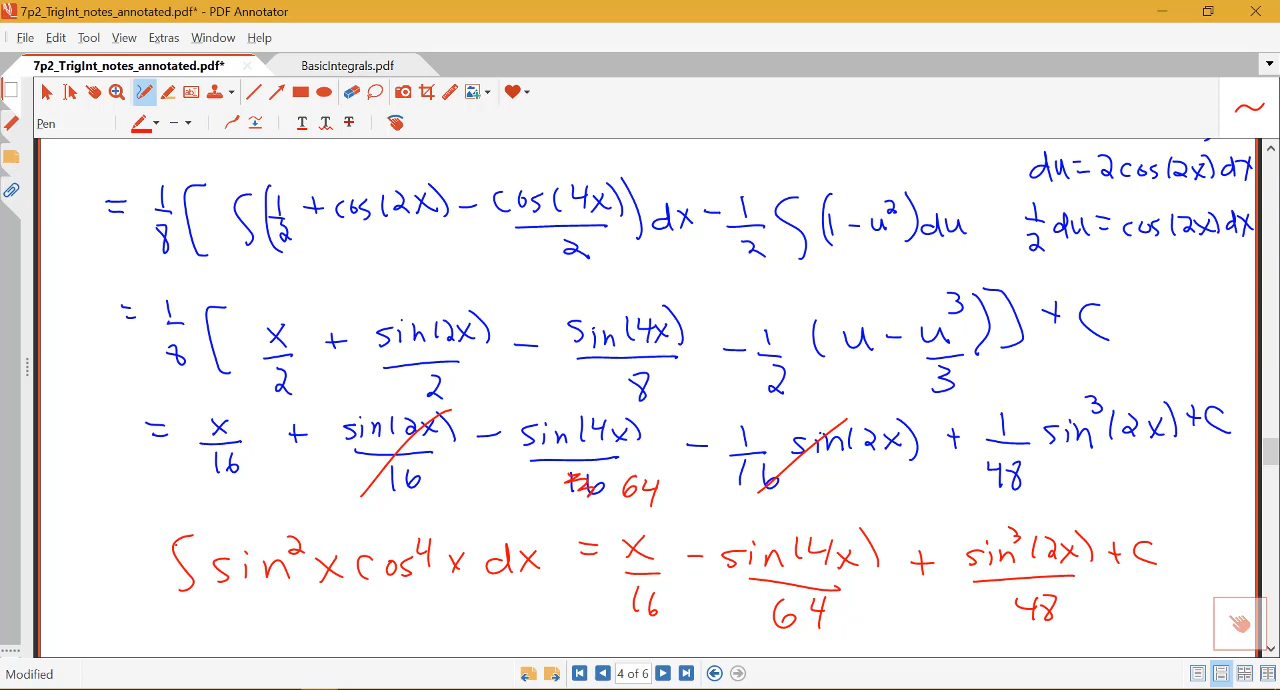 7p2_TrigInt_notes_annotated.pdf* - PDF Annotator
File Edit Tool View Extras Window Help
7p2_TrigInt_notes_annotated.pdf* BasicIntegrals.pdf
Pen
du = 2cos(2x)dx
= 1/8 [ ∫(1/2 + cos(2x) - cos(4x)/2)dx - 1/2 ∫(1-u²)du 1/2 du = cos(2x)dx
= 1/8 [ x/2 + sin(2x)/2 - sin(4x)/8 - 1/2 (u - u³/3)] + C
= x/16 + sin(2x)/16 - sin(4x)/64 - 1/16 sin(2x) + 1/48 sin³(2x) + C
∫ sin²x cos⁴x dx = x/16 - sin(4x)/64 + sin³(2x)/48 + C
Modified 4 of 6